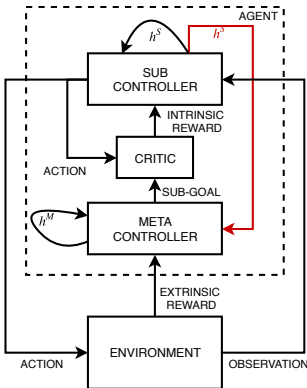 AGENT
h^S
h^S
SUB
CONTROLLER
INTRINSIC
REWARD
CRITIC
ACTION
SUB-GOAL
h^M
META
CONTROLLER
EXTRINSIC
REWARD
ENVIRONMENT
ACTION
OBSERVATION